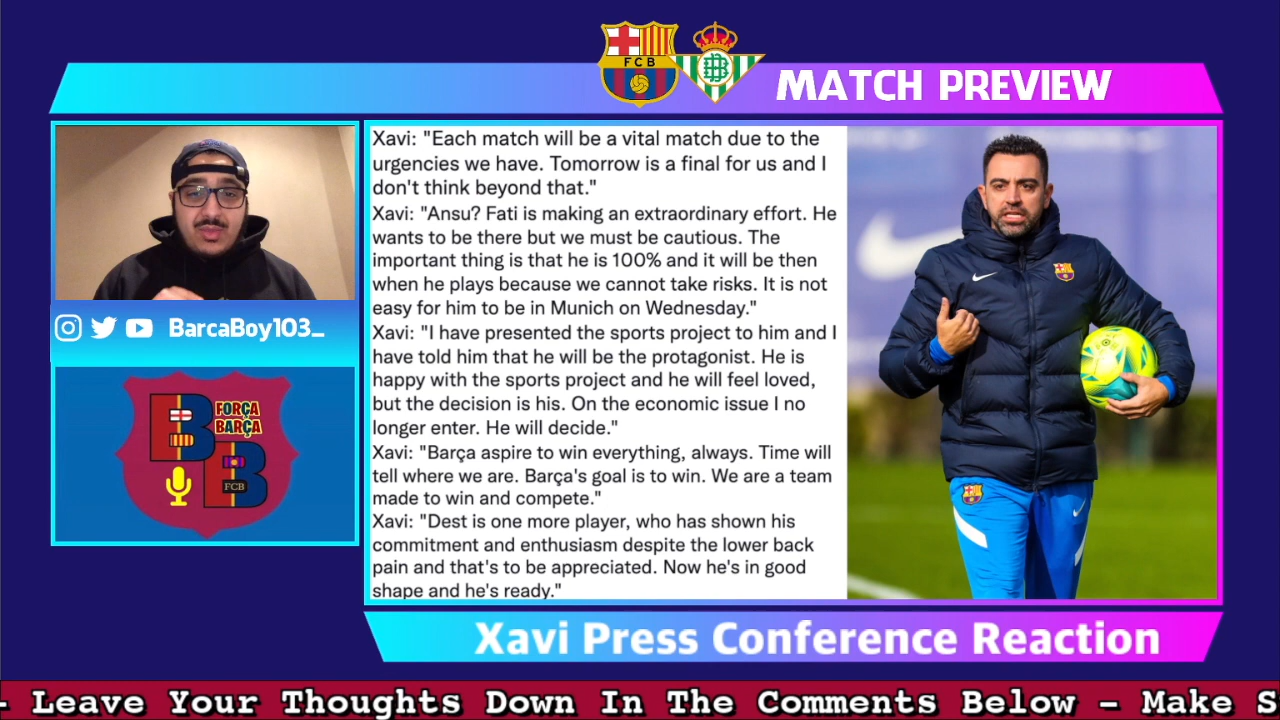 FCB
MATCH PREVIEW
BarcaBoy103_
FORÇA
BARÇA
B
B
FCB
Xavi: "Each match will be a vital match due to the
urgencies we have. Tomorrow is a final for us and I
don't think beyond that."
Xavi: "Ansu? Fati is making an extraordinary effort. He
wants to be there but we must be cautious. The
important thing is that he is 100% and it will be then
when he plays because we cannot take risks. It is not
easy for him to be in Munich on Wednesday."
Xavi: "I have presented the sports project to him and I
have told him that he will be the protagonist. He is
happy with the sports project and he will feel loved,
but the decision is his. On the economic issue I no
longer enter. He will decide."
Xavi: "Barça aspire to win everything, always. Time will
tell where we are. Barça's goal is to win. We are a team
made to win and compete."
Xavi: "Dest is one more player, who has shown his
commitment and enthusiasm despite the lower back
pain and that's to be appreciated. Now he's in good
shape and he's ready."
Xavi Press Conference Reaction
- Leave Your Thoughts Down In The Comments Below - Make S